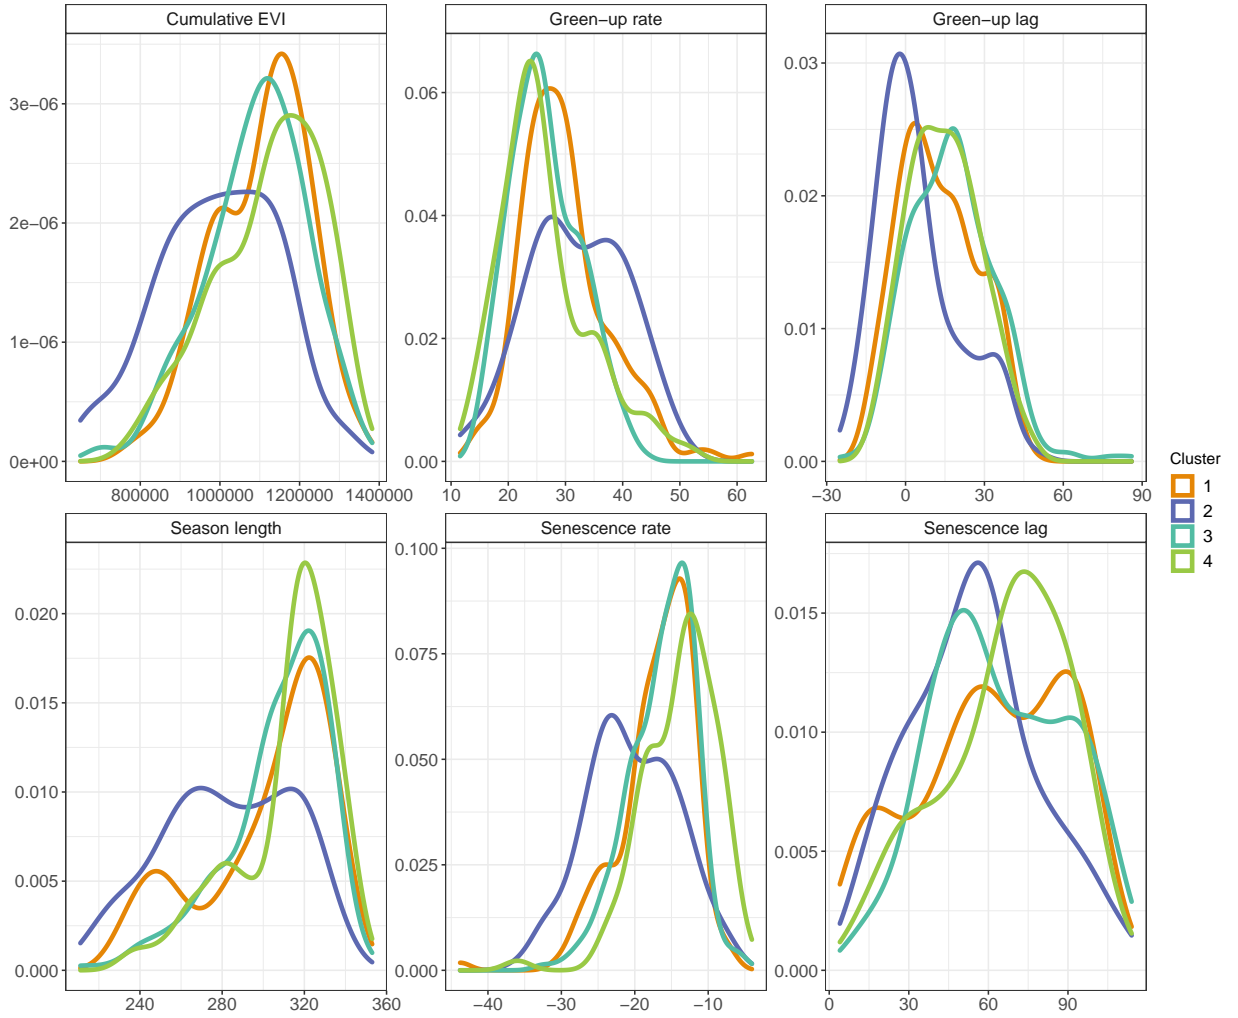 Cumulative EVI
Green−up rate
Green−up lag
3e−06
2e−06
1e−06
0e+00
800000 1000000 1200000 1400000
0.06
0.04
0.02
0.00
10 20 30 40 50 60
0.03
0.02
0.01
0.00
−30 0 30 60 90
Season length
Senescence rate
Senescence lag
0.020
0.015
0.010
0.005
0.000
240 280 320 360
0.100
0.075
0.050
0.025
0.000
−40 −30 −20 −10
0.015
0.010
0.005
0.000
0 30 60 90
Cluster
1
2
3
4